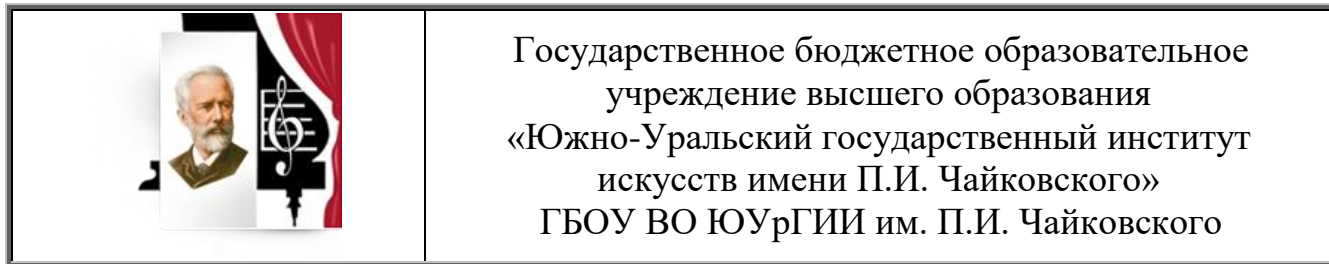 Государственное бюджетное образовательное
учреждение высшего образования
«Южно-Уральский государственный институт
искусств имени П.И. Чайковского»
ГБОУ ВО ЮУрГИИ им. П.И. Чайковского